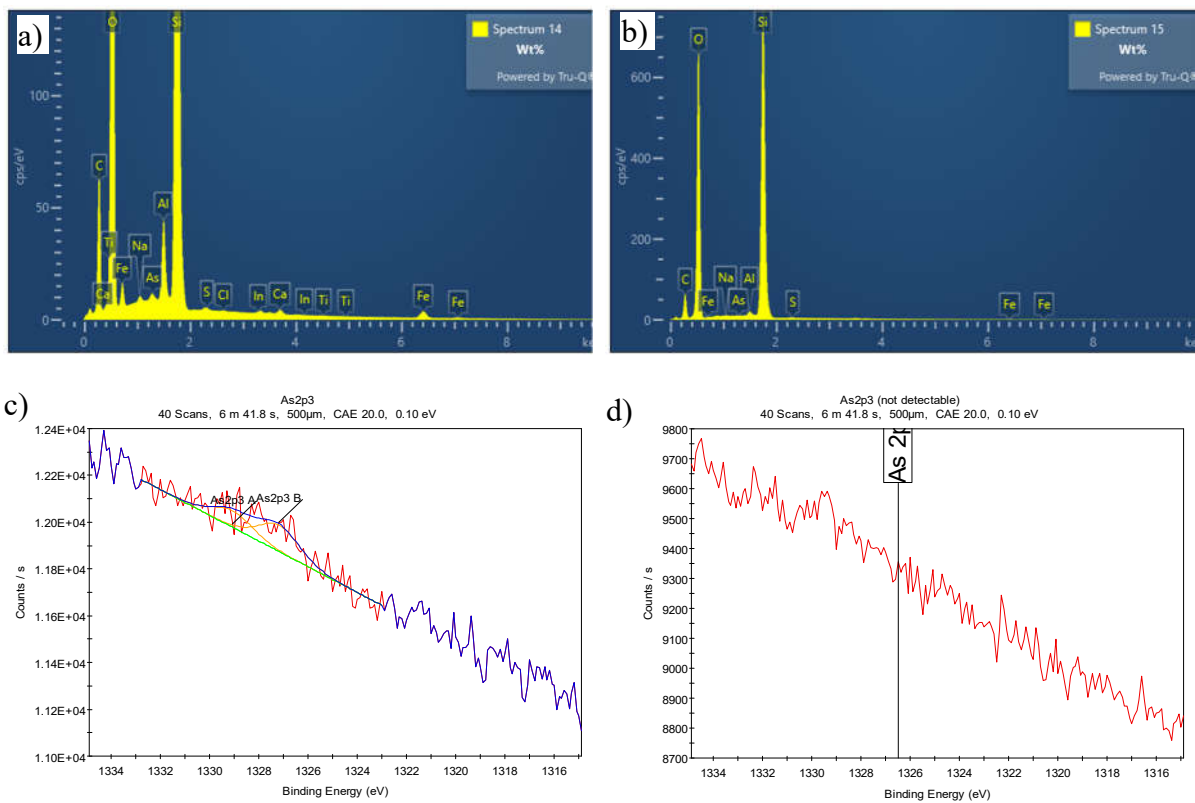 a)
O
Si
Spectrum 14
Wt%
Powered by Tru-Q®
100
C
Al
50
Ti
Na
Fe
As
Ca
S
Cl
In
Ca
In
Ti
Ti
Fe
Fe
0
cps/eV
0
2
4
6
8
ke
b)
Si
O
Spectrum 15
Wt%
Powered by Tru-Q®
600
400
200
C
Na
Al
Fe
As
S
Fe
Fe
0
cps/eV
0
2
4
6
8
ke
c)
As2p3
40 Scans, 6 m 41.8 s, 500µm, CAE 20.0, 0.10 eV
1.24E+04
1.22E+04
As2p3 A
As2p3 B
1.20E+04
1.18E+04
1.16E+04
1.14E+04
1.12E+04
1.10E+04
Counts / s
1334
1332
1330
1328
1326
1324
1322
1320
1318
1316
Binding Energy (eV)
d)
As2p3 (not detectable)
40 Scans, 6 m 41.8 s, 500µm, CAE 20.0, 0.10 eV
As 2p
9800
9700
9600
9500
9400
9300
9200
9100
9000
8900
8800
8700
Counts / s
1334
1332
1330
1328
1326
1324
1322
1320
1318
1316
Binding Energy (eV)